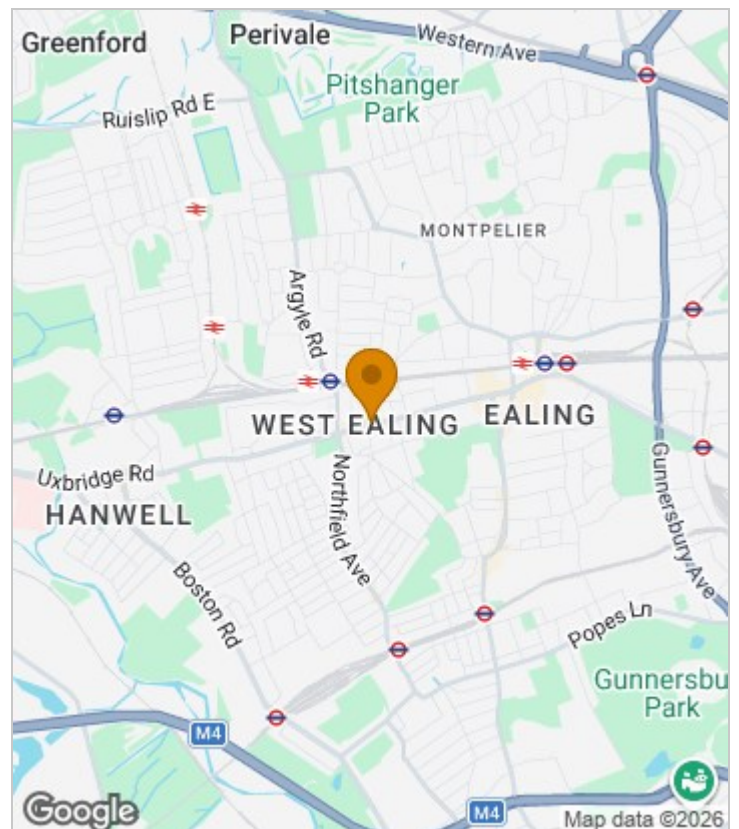 Greenford
Perivale
Western Ave
Pitshanger
Park
Ruislip Rd E
MONTPELIER
Argyle Rd
WEST EALING
EALING
Uxbridge Rd
HANWELL
Northfield Ave
Gunnersbury Ave
Boston Rd
Popes Ln
Gunnersbu
Park
M4
M4
Google
Map data ©2026